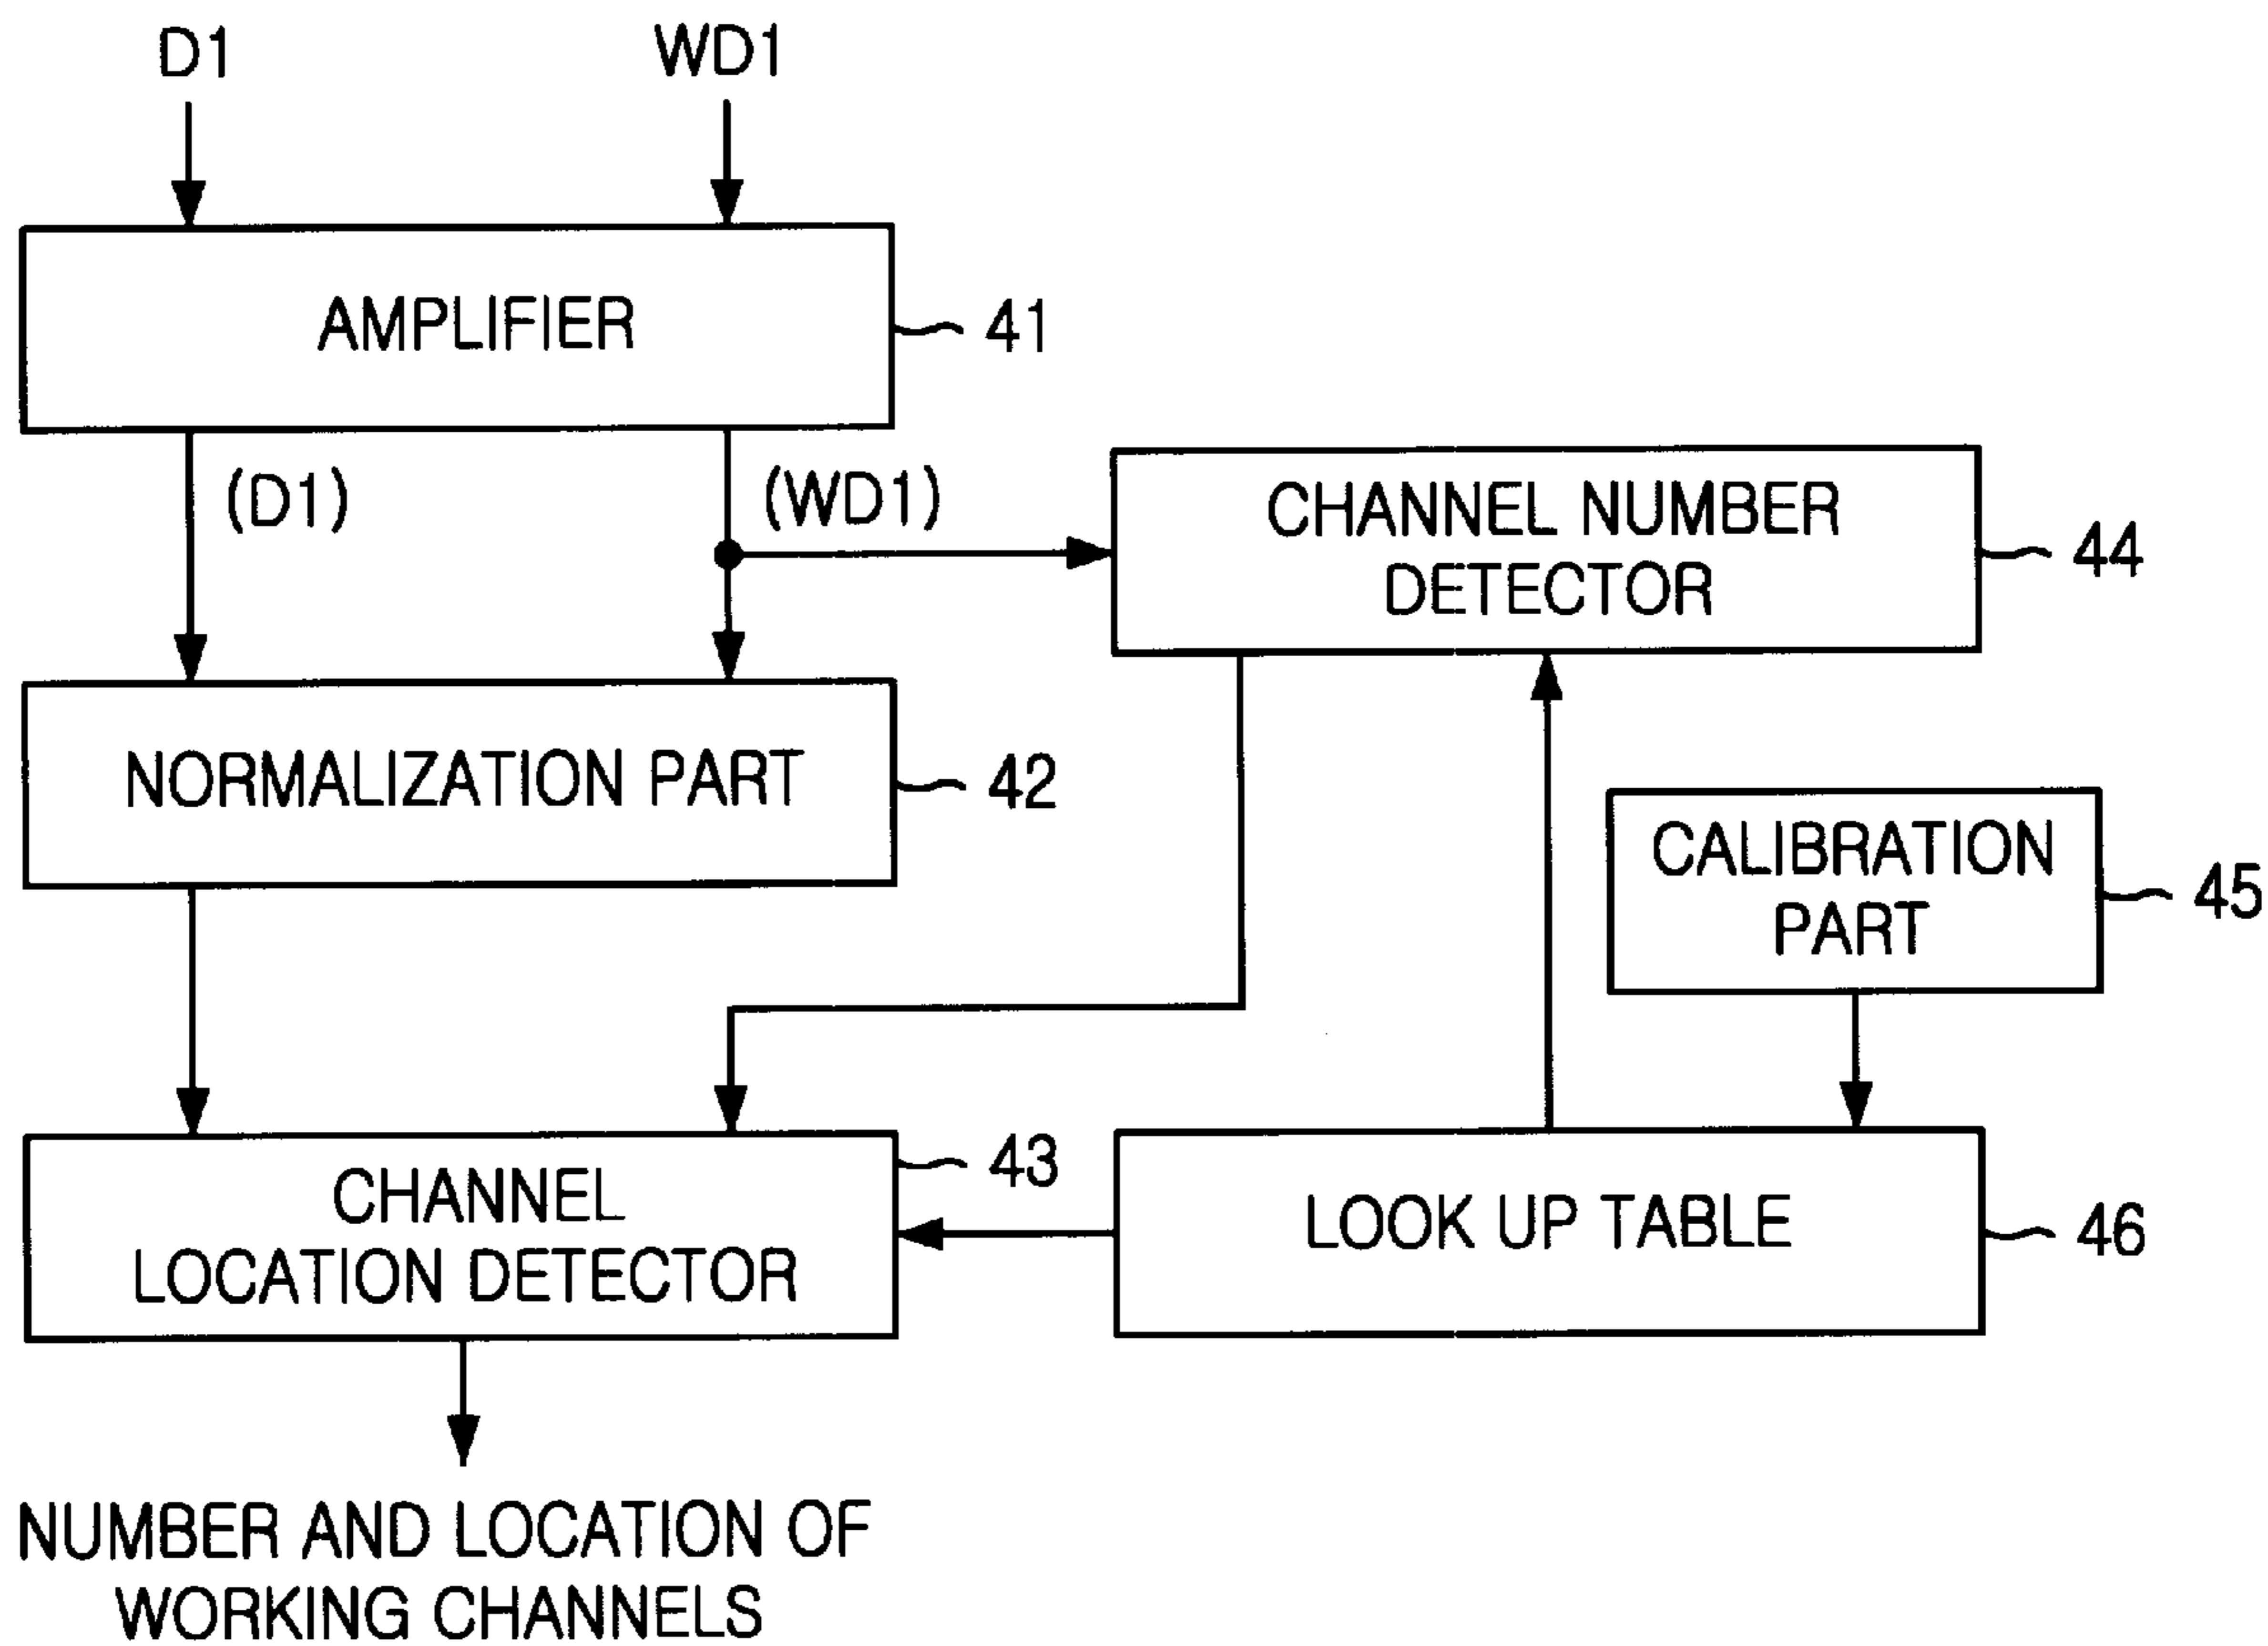 D1
WD1
AMPLIFIER
41
(D1)
(WD1)
CHANNEL NUMBER
DETECTOR
44
NORMALIZATION PART
42
CALIBRATION
PART
45
CHANNEL
LOCATION DETECTOR
43
LOOK UP TABLE
46
NUMBER AND LOCATION OF
WORKING CHANNELS